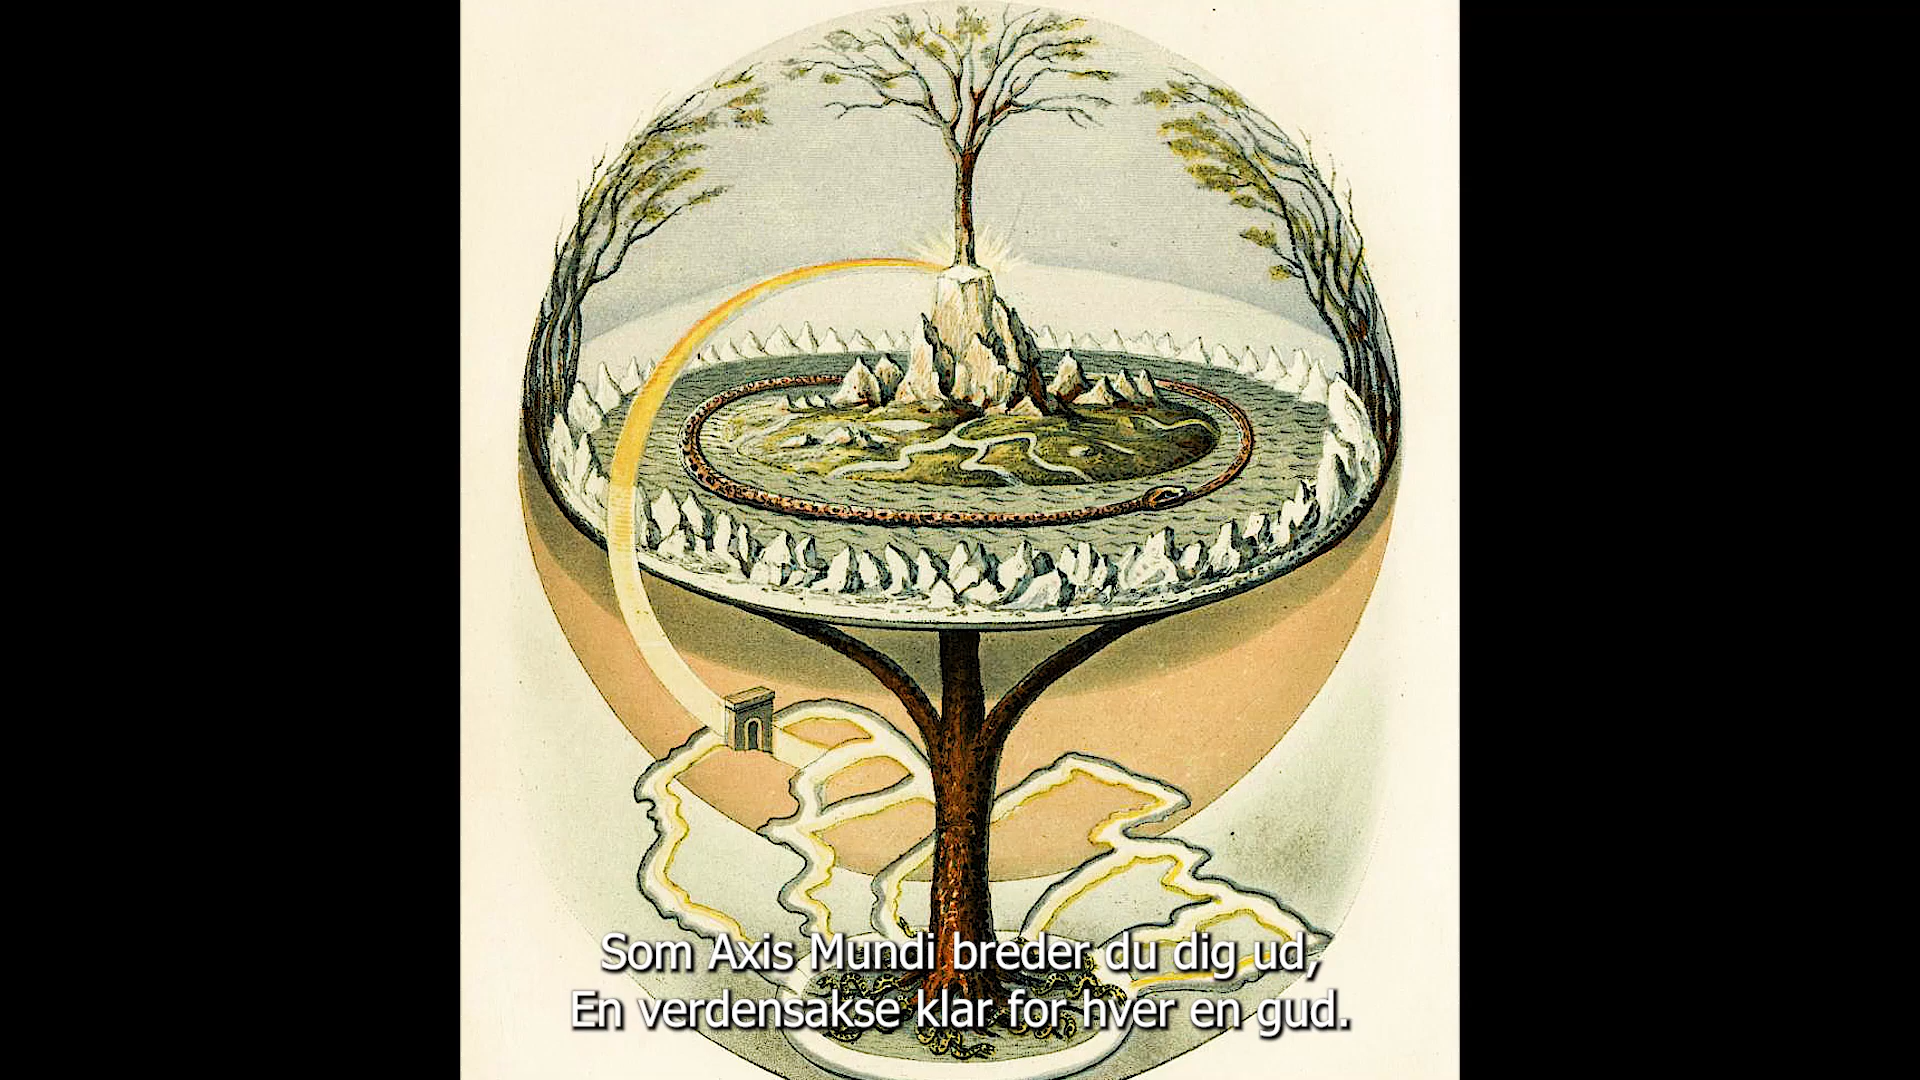 Som Axis Mundi breder du dig ud,
En verdensakse klar for hver en gud.